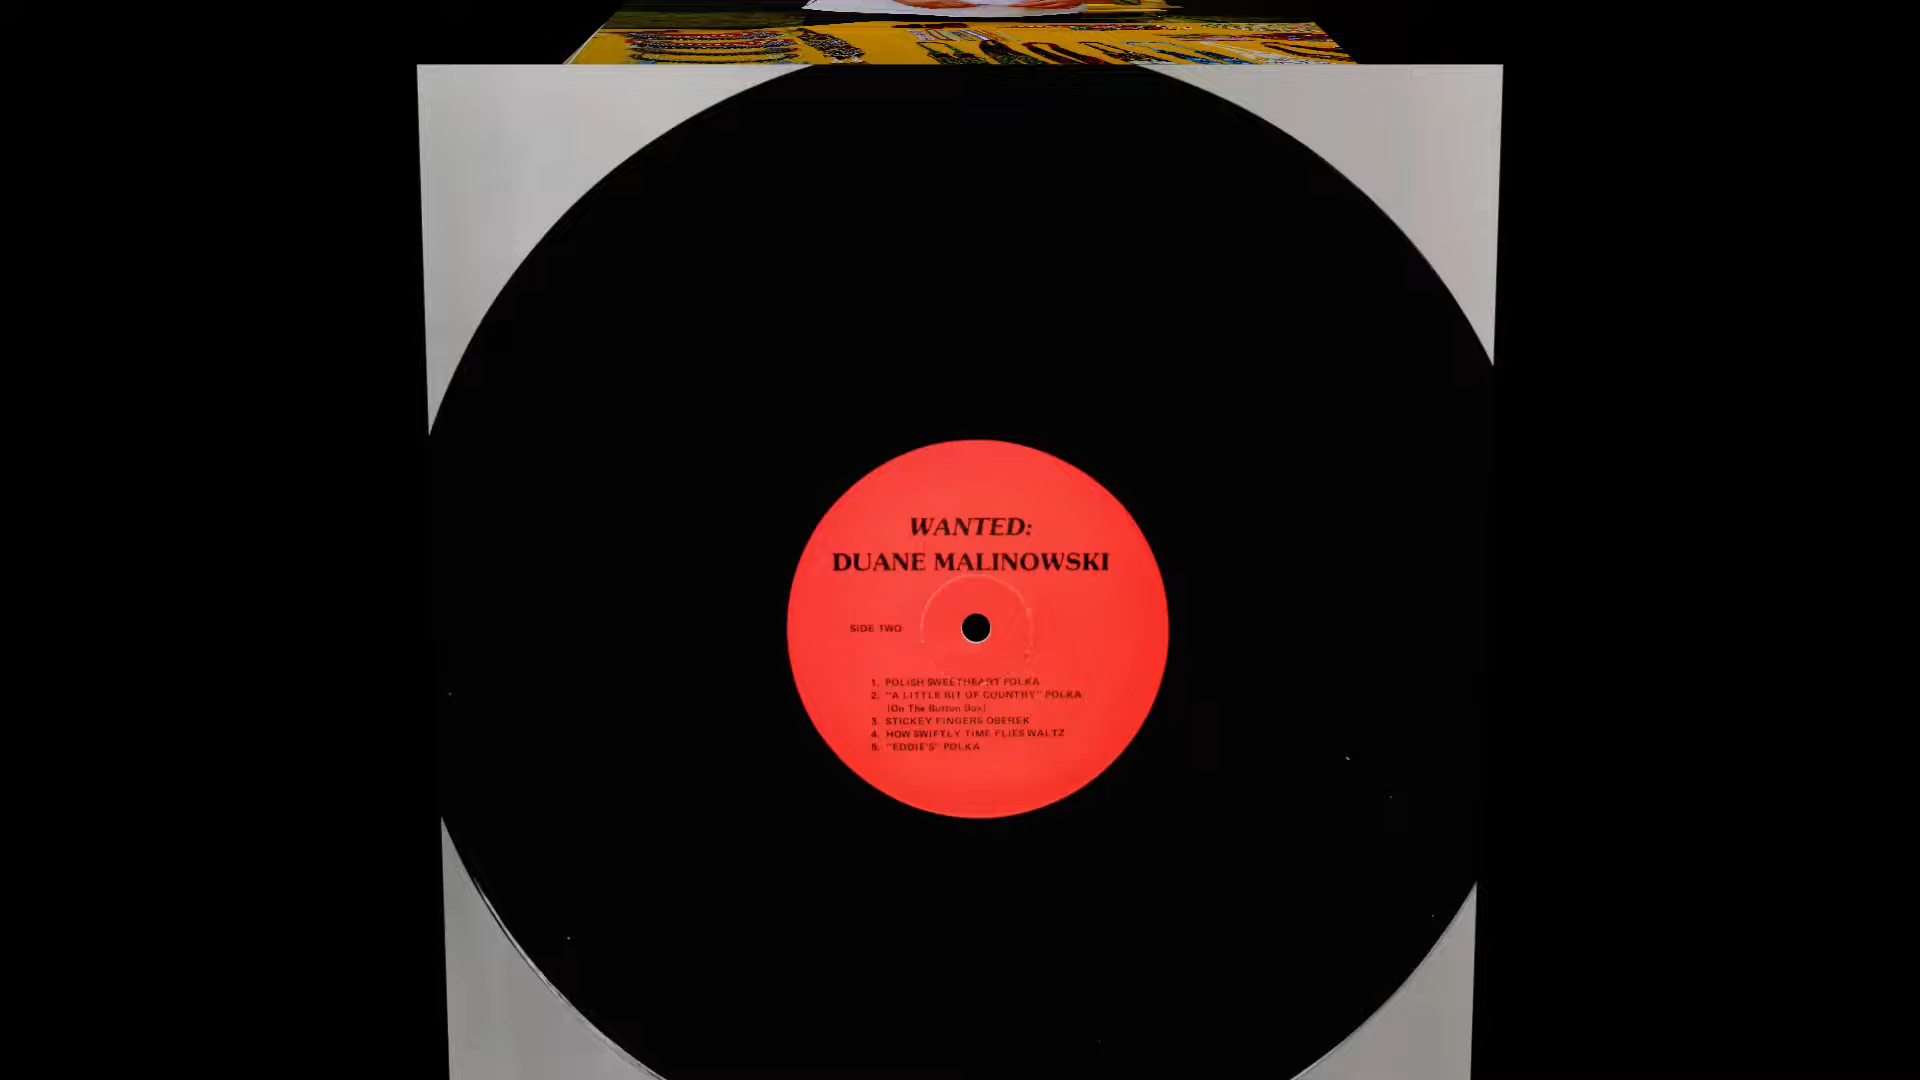 WANTED:
DUANE MALINOWSKI
SIDE TWO
1. POLISH SWEETHEART POLKA
2. "A LITTLE BIT OF COUNTRY" POLKA
(On The Button Box)
3. STICKEY FINGERS OBEREK
4. HOW SWIFTLY TIME FLIES WALTZ
5. "EDDIE'S" POLKA